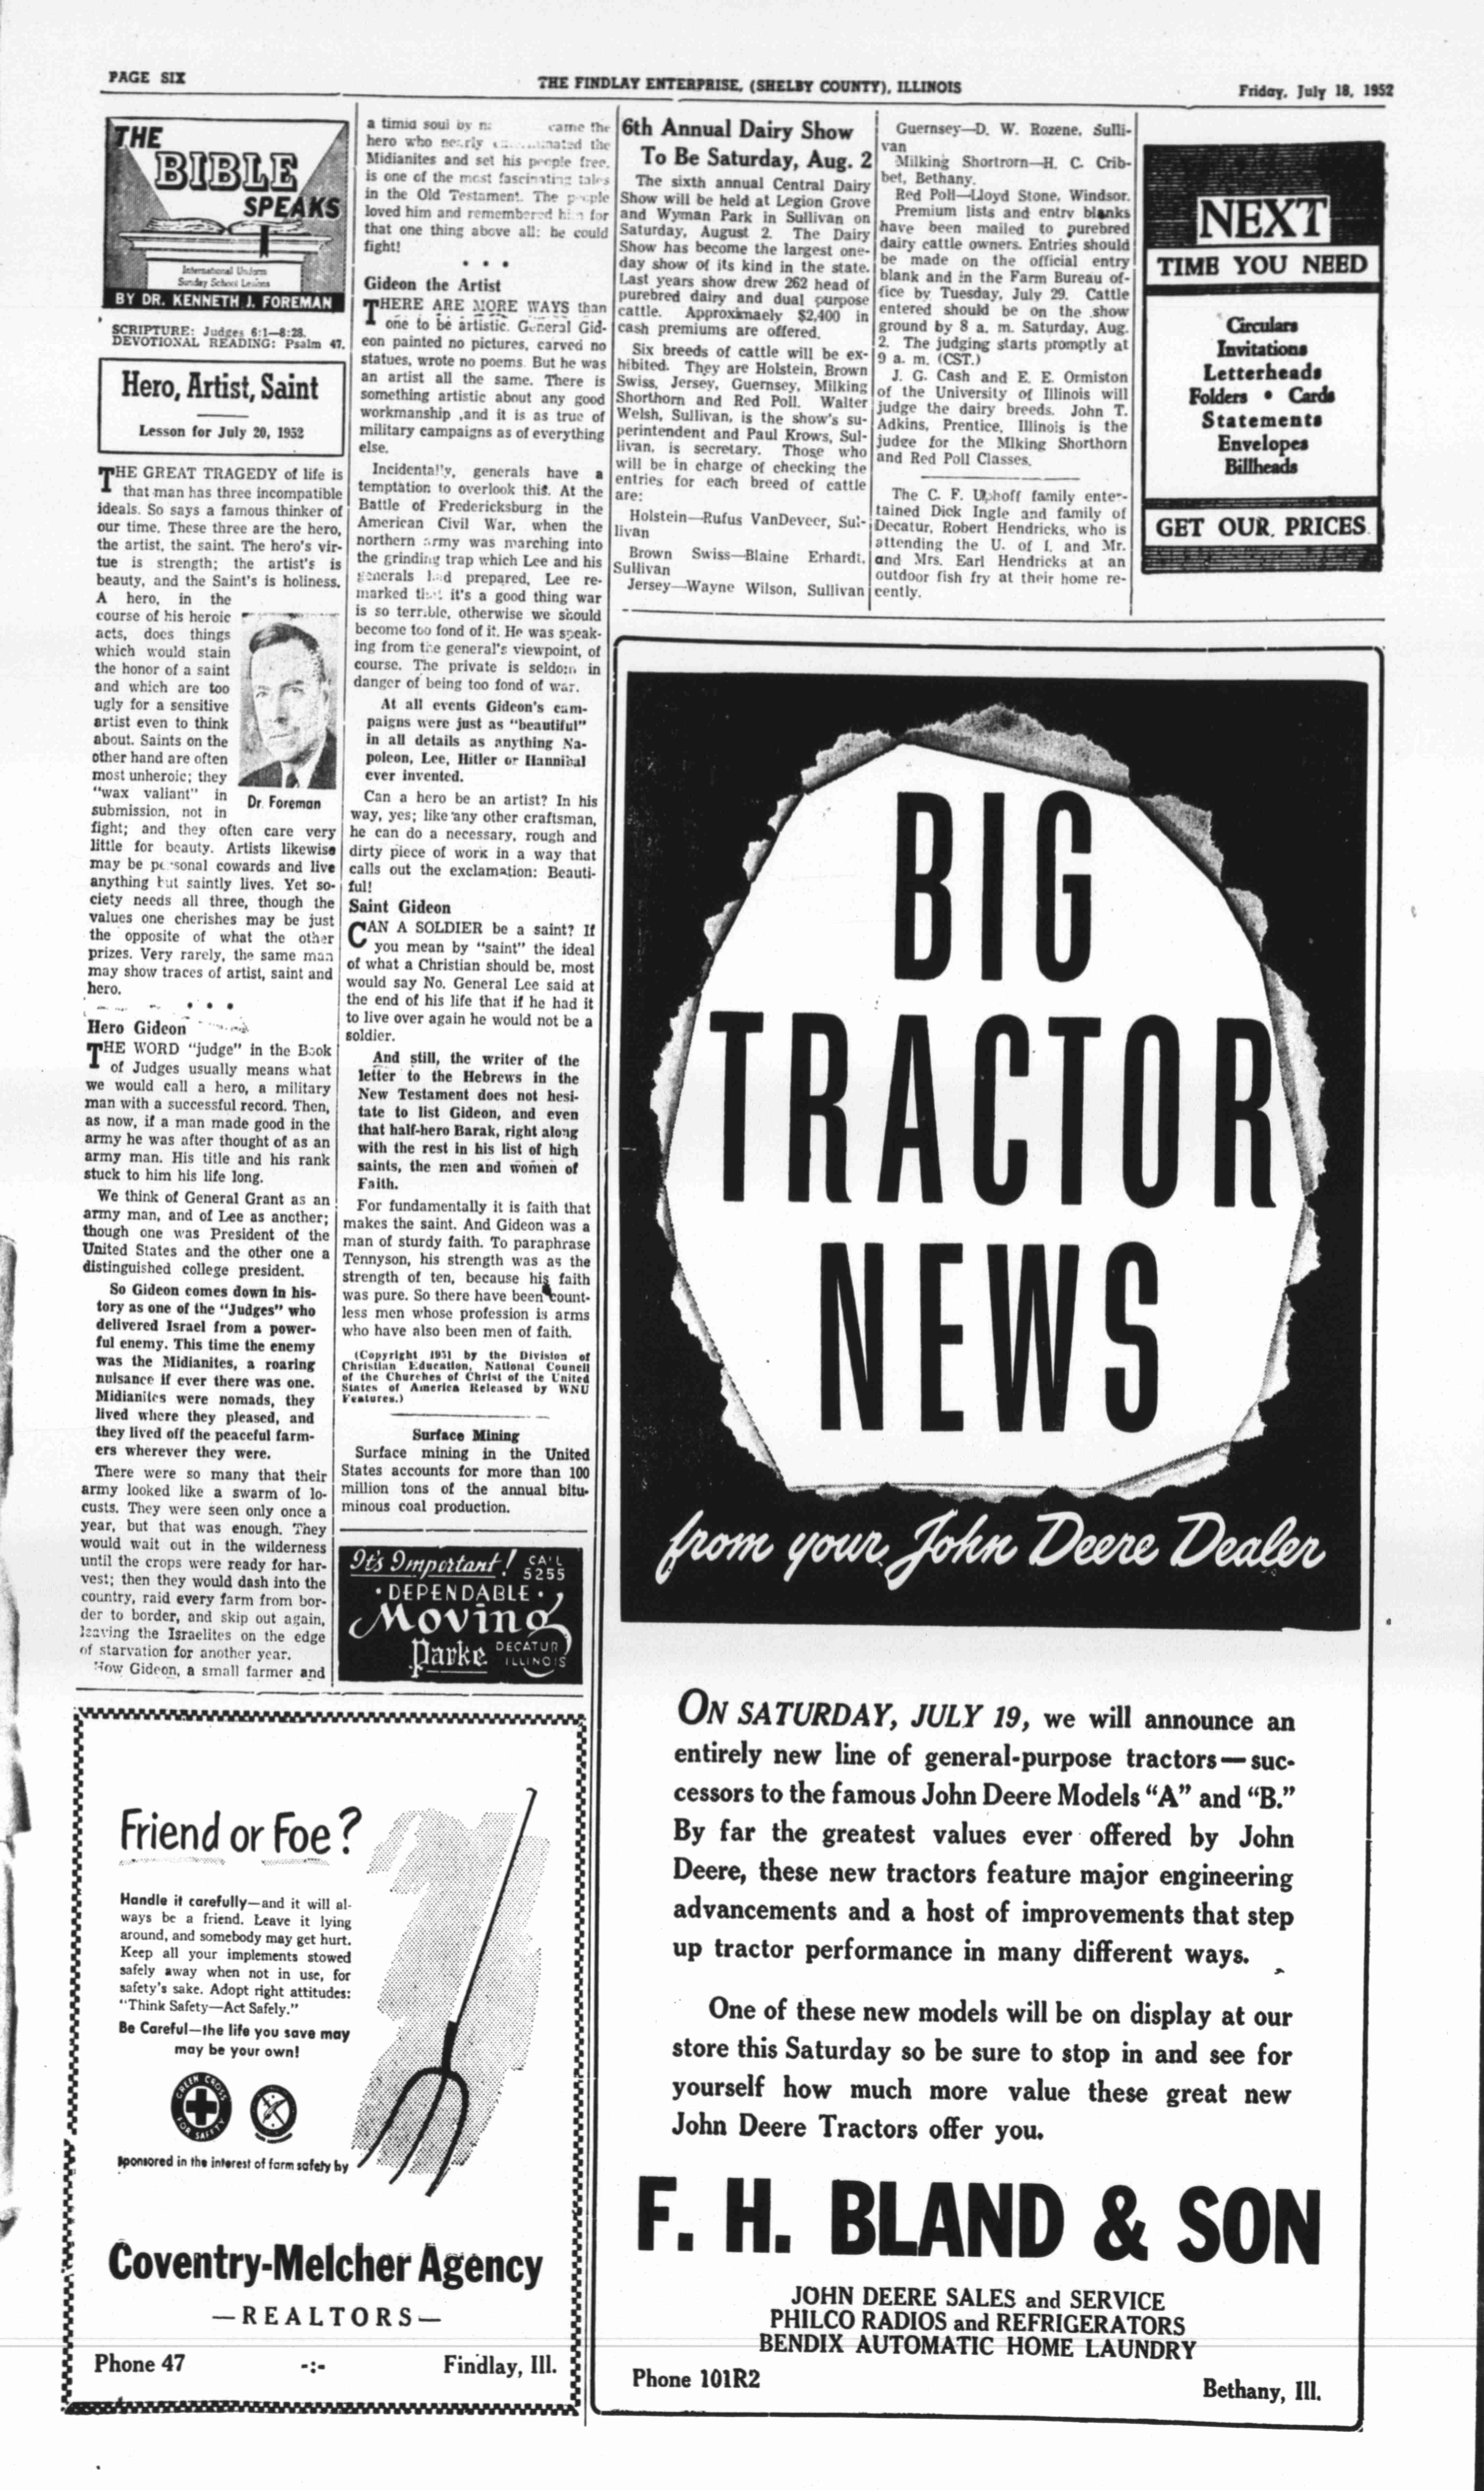 PAGE SIX
THE FINDLAY ENTERPRISE, (SHELBY COUNTY), ILLINOIS
Friday, July 18, 1952
THE
BIBLE
SPEAKS
International Uniform
Sunday School Lessons
BY DR. KENNETH J. FOREMAN
SCRIPTURE: Judges 6:1—8:28.
DEVOTIONAL READING: Psalm 47.
Hero, Artist, Saint
Lesson for July 20, 1952
THE GREAT TRAGEDY of life is
that man has three incompatible
ideals. So says a famous thinker of
our time. These three are the hero,
the artist, the saint. The hero's vir-
tue is strength; the artist's is
beauty, and the Saint's is holiness.
A hero, in the
course of his heroic
acts, does things
which would stain
the honor of a saint
and which are too
ugly for a sensitive
artist even to think
about. Saints on the
other hand are often
most unheroic; they
"wax valiant" in
submission, not in
Dr. Foreman
fight; and they often care very
little for beauty. Artists likewise
may be personal cowards and live
anything but saintly lives. Yet so-
ciety needs all three, though the
values one cherishes may be just
the opposite of what the other
prizes. Very rarely, the same man
may show traces of artist, saint and
hero.
• • •
Hero Gideon
THE WORD "judge" in the Book
of Judges usually means what
we would call a hero, a military
man with a successful record. Then,
as now, if a man made good in the
army he was after thought of as an
army man. His title and his rank
stuck to him his life long.
We think of General Grant as an
army man, and of Lee as another;
though one was President of the
United States and the other one a
distinguished college president.
So Gideon comes down in his-
tory as one of the "Judges" who
delivered Israel from a power-
ful enemy. This time the enemy
was the Midianites, a roaring
nuisance if ever there was one.
Midianites were nomads, they
lived where they pleased, and
they lived off the peaceful farm-
ers wherever they were.
There were so many that their
army looked like a swarm of lo-
custs. They were seen only once a
year, but that was enough. They
would wait out in the wilderness
until the crops were ready for har-
vest; then they would dash into the
country, raid every farm from bor-
der to border, and skip out again,
leaving the Israelites on the edge
of starvation for another year.
How Gideon, a small farmer and
a timid soul by came the
hero who nearly the
Midianites and set his people free,
is one of the most fascinating tales
in the Old Testament. The people
loved him and remembered him for
that one thing above all: he could
fight!
• • •
Gideon the Artist
THERE ARE MORE WAYS than
one to be artistic. General Gid-
eon painted no pictures, carved no
statues, wrote no poems. But he was
an artist all the same. There is
something artistic about any good
workmanship ,and it is as true of
military campaigns as of everything
else.
Incidentally, generals have a
temptation to overlook this. At the
Battle of Fredericksburg in the
American Civil War, when the
northern army was marching into
the grinding trap which Lee and his
generals had prepared, Lee re-
marked that it's a good thing war
is so terrible, otherwise we should
become too fond of it. He was speak-
ing from the general's viewpoint, of
course. The private is seldom in
danger of being too fond of war.
At all events Gideon's cam-
paigns were just as "beautiful"
in all details as anything Na-
poleon, Lee, Hitler or Hannibal
ever invented.
Can a hero be an artist? In his
way, yes; like any other craftsman,
he can do a necessary, rough and
dirty piece of work in a way that
calls out the exclamation: Beauti-
ful!
Saint Gideon
CAN A SOLDIER be a saint? If
you mean by "saint" the ideal
of what a Christian should be, most
would say No. General Lee said at
the end of his life that if he had it
to live over again he would not be a
soldier.
And still, the writer of the
letter to the Hebrews in the
New Testament does not hesi-
tate to list Gideon, and even
that half-hero Barak, right along
with the rest in his list of high
saints, the men and women of
Faith.
For fundamentally it is faith that
makes the saint. And Gideon was a
man of sturdy faith. To paraphrase
Tennyson, his strength was as the
strength of ten, because his faith
was pure. So there have been count-
less men whose profession is arms
who have also been men of faith.
(Copyright 1951 by the Division of
Christian Education, National Council
of the Churches of Christ of the United
States of America Released by WNU
Features.)
Surface Mining
Surface mining in the United
States accounts for more than 100
million tons of the annual bitu-
minous coal production.
It's Important! CALL
5255
• DEPENDABLE •
Moving
Parke DECATUR
ILLINOIS
6th Annual Dairy Show
To Be Saturday, Aug. 2
The sixth annual Central Dairy
Show will be held at Legion Grove
and Wyman Park in Sullivan on
Saturday, August 2. The Dairy
Show has become the largest one-
day show of its kind in the state.
Last years show drew 262 head of
purebred dairy and dual purpose
cattle. Approximaely $2,400 in
cash premiums are offered.
Six breeds of cattle will be ex-
hibited. They are Holstein, Brown
Swiss, Jersey, Guernsey, Milking
Shorthorn and Red Poll. Walter
Welsh, Sullivan, is the show's su-
perintendent and Paul Krows, Sul-
livan, is secretary. Those who
will be in charge of checking the
entries for each breed of cattle
are:
Holstein—Rufus VanDeveer, Sul-
livan
Brown Swiss—Blaine Erhardt,
Sullivan
Jersey—Wayne Wilson, Sullivan
Guernsey—D. W. Rozene, Sulli-
van
Milking Shortrorn—H. C. Crib-
bet, Bethany.
Red Poll—Lloyd Stone, Windsor.
Premium lists and entry blanks
have been mailed to purebred
dairy cattle owners. Entries should
be made on the official entry
blank and in the Farm Bureau of-
fice by Tuesday, July 29. Cattle
entered should be on the show
ground by 8 a. m. Saturday, Aug.
2. The judging starts promptly at
9 a. m. (CST.)
J. G. Cash and E. E. Ormiston
of the University of Illinois will
judge the dairy breeds. John T.
Adkins, Prentice, Illinois is the
judge for the Mlking Shorthorn
and Red Poll Classes.
The C. F. Uphoff family enter-
tained Dick Ingle and family of
Decatur, Robert Hendricks, who is
attending the U. of I. and Mr.
and Mrs. Earl Hendricks at an
outdoor fish fry at their home re-
cently.
NEXT
TIME YOU NEED
Circulars
Invitations
Letterheads
Folders • Cards
Statements
Envelopes
Billheads
GET OUR PRICES
BIG
TRACTOR
NEWS
from your John Deere Dealer
ON SATURDAY, JULY 19, we will announce an
entirely new line of general-purpose tractors—suc-
cessors to the famous John Deere Models "A" and "B."
By far the greatest values ever offered by John
Deere, these new tractors feature major engineering
advancements and a host of improvements that step
up tractor performance in many different ways.
One of these new models will be on display at our
store this Saturday so be sure to stop in and see for
yourself how much more value these great new
John Deere Tractors offer you.
F. H. BLAND & SON
JOHN DEERE SALES and SERVICE
PHILCO RADIOS and REFRIGERATORS
BENDIX AUTOMATIC HOME LAUNDRY
Phone 101R2
Bethany, Ill.
Friend or Foe?
Handle it carefully—and it will al-
ways be a friend. Leave it lying
around, and somebody may get hurt.
Keep all your implements stowed
safely away when not in use, for
safety's sake. Adopt right attitudes:
"Think Safety—Act Safely."
Be Careful—the life you save may
may be your own!
GREEN CROSS
FOR SAFETY
Sponsored in the interest of farm safety by
Coventry-Melcher Agency
—REALTORS—
Phone 47 -:- Findlay, Ill.